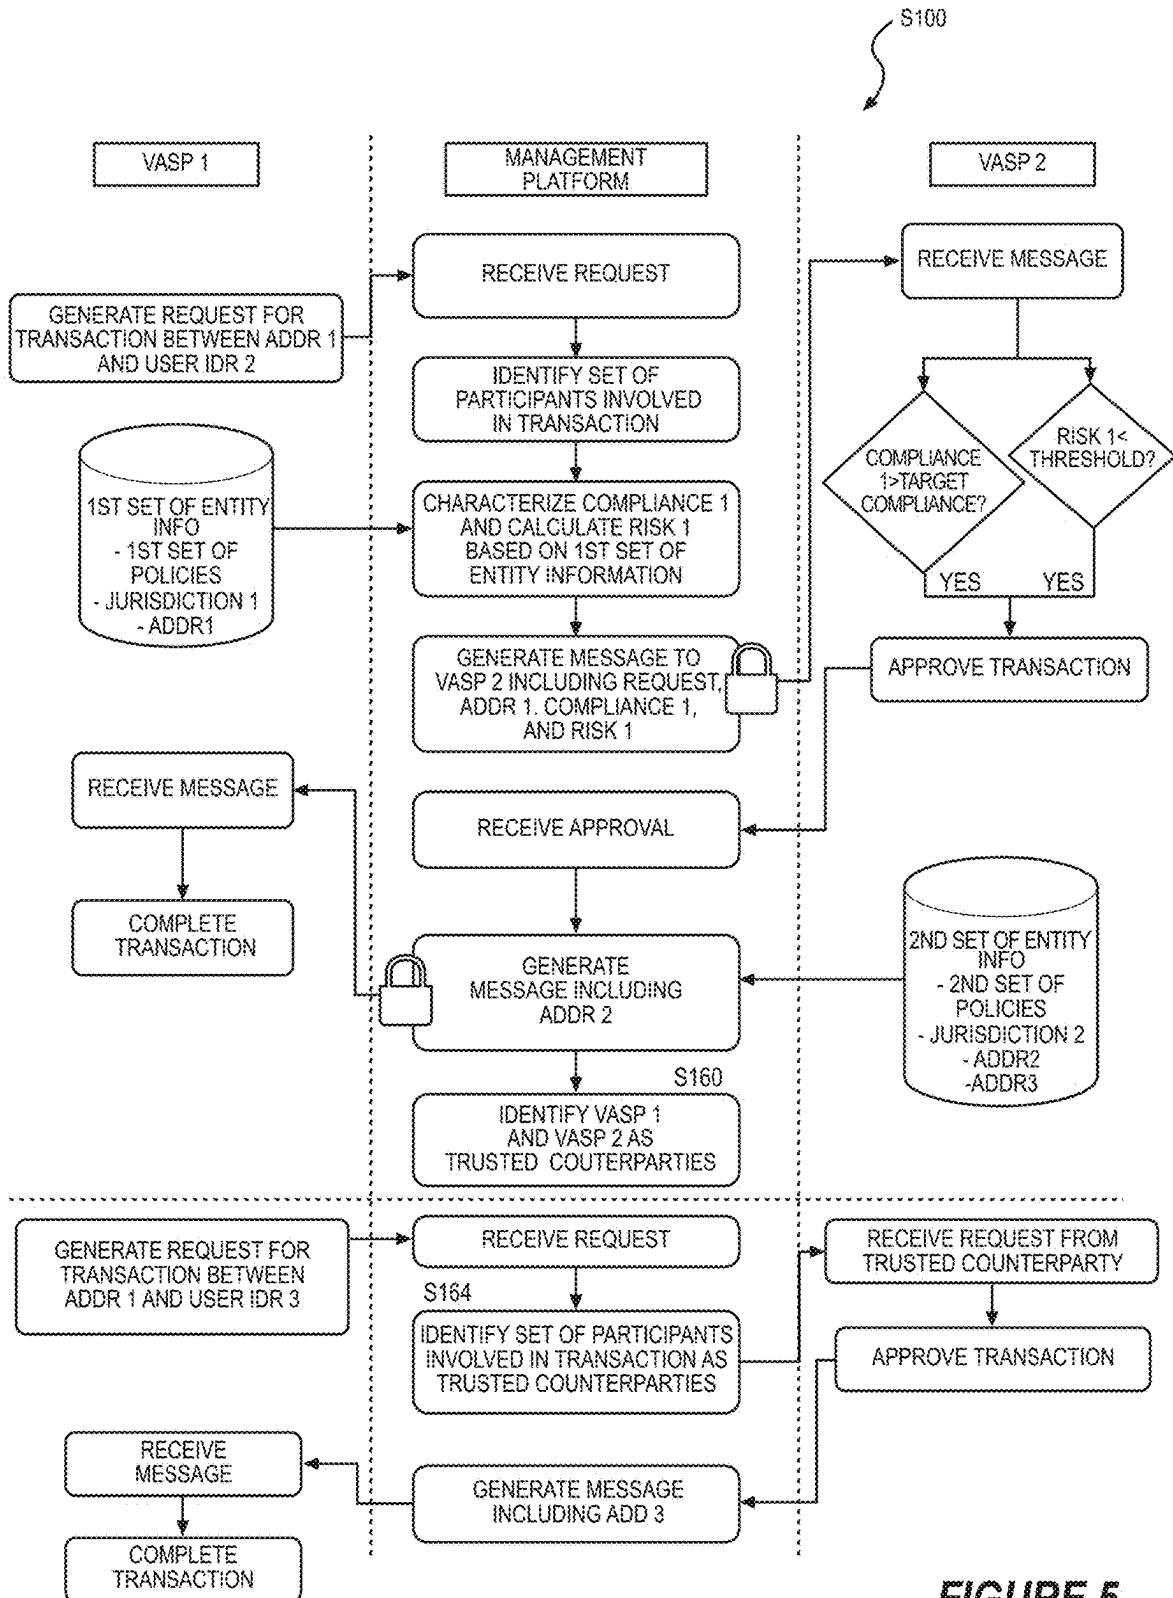 S100
VASP 1
MANAGEMENT
PLATFORM
VASP 2
RECEIVE REQUEST
RECEIVE MESSAGE
GENERATE REQUEST FOR
TRANSACTION BETWEEN ADDR 1
AND USER IDR 2
IDENTIFY SET OF
PARTICIPANTS INVOLVED
IN TRANSACTION
COMPLIANCE
1>TARGET
COMPLIANCE?
RISK 1<
THRESHOLD?
1ST SET OF ENTITY
INFO
- 1ST SET OF
POLICIES
- JURISDICTION 1
- ADDR1
CHARACTERIZE COMPLIANCE 1
AND CALCULATE RISK 1
BASED ON 1ST SET OF
ENTITY INFORMATION
YES
YES
GENERATE MESSAGE TO
VASP 2 INCLUDING REQUEST,
ADDR 1. COMPLIANCE 1,
AND RISK 1
APPROVE TRANSACTION
RECEIVE MESSAGE
RECEIVE APPROVAL
COMPLETE
TRANSACTION
GENERATE
MESSAGE INCLUDING
ADDR 2
2ND SET OF ENTITY
INFO
- 2ND SET OF
POLICIES
- JURISDICTION 2
- ADDR2
-ADDR3
S160
IDENTIFY VASP 1
AND VASP 2 AS
TRUSTED COUTERPARTIES
GENERATE REQUEST FOR
TRANSACTION BETWEEN
ADDR 1 AND USER IDR 3
RECEIVE REQUEST
RECEIVE REQUEST FROM
TRUSTED COUNTERPARTY
S164
IDENTIFY SET OF PARTICIPANTS
INVOLVED IN TRANSACTION AS
TRUSTED COUNTERPARTIES
APPROVE TRANSACTION
RECEIVE
MESSAGE
GENERATE MESSAGE
INCLUDING ADD 3
COMPLETE
TRANSACTION
FIGURE 5